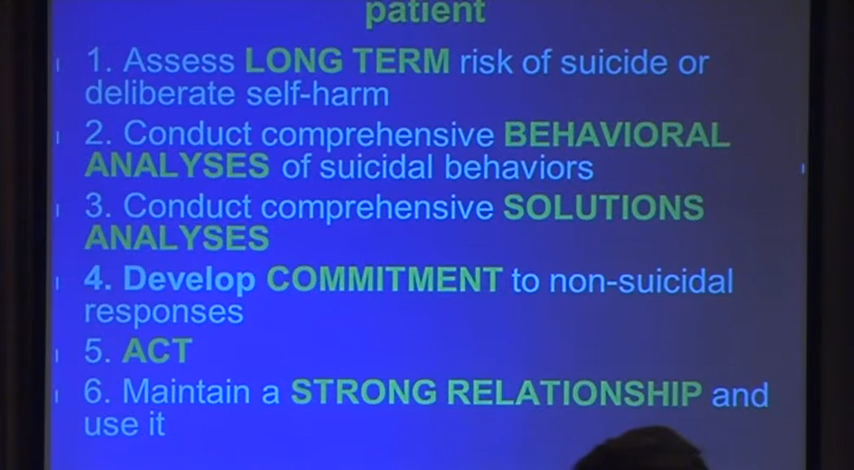 patient
1. Assess LONG TERM risk of suicide or
deliberate self-harm
2. Conduct comprehensive BEHAVIORAL
ANALYSES of suicidal behaviors
3. Conduct comprehensive SOLUTIONS
ANALYSES
4. Develop COMMITMENT to non-suicidal
responses
5. ACT
6. Maintain a STRONG RELATIONSHIP and
use it